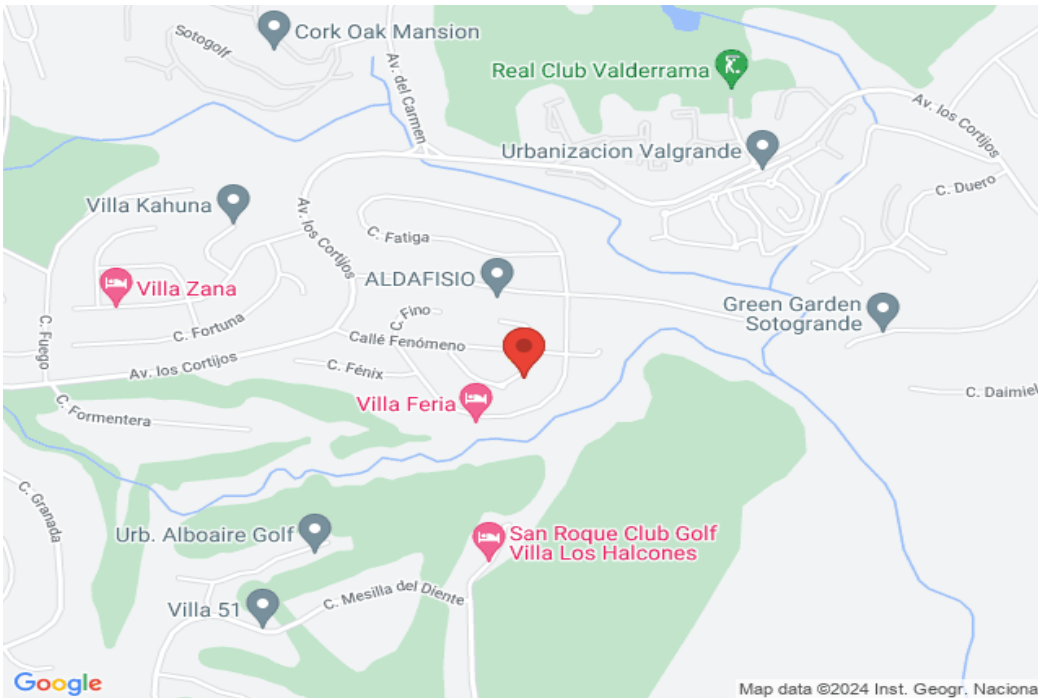 Cork Oak Mansion
Sotogolf
Av. del Carmen
Real Club Valderrama
Av. los Cortijos
Urbanizacion Valgrande
C. Duero
Villa Kahuna
Av. los Cortijos
C. Fatiga
ALDAFISIO
Villa Zana
Green Garden
Sotogrande
C. Fino
C. Fortuna
C. Fuego
Callé Fenómeno
Av. los Cortijos
C. Fénix
C. Daimiel
Villa Feria
C. Formentera
C. Granada
Urb. Alboaire Golf
San Roque Club Golf
Villa Los Halcones
C. Mesilla del Diente
Villa 51
Google
Map data ©2024 Inst. Geogr. Naciona